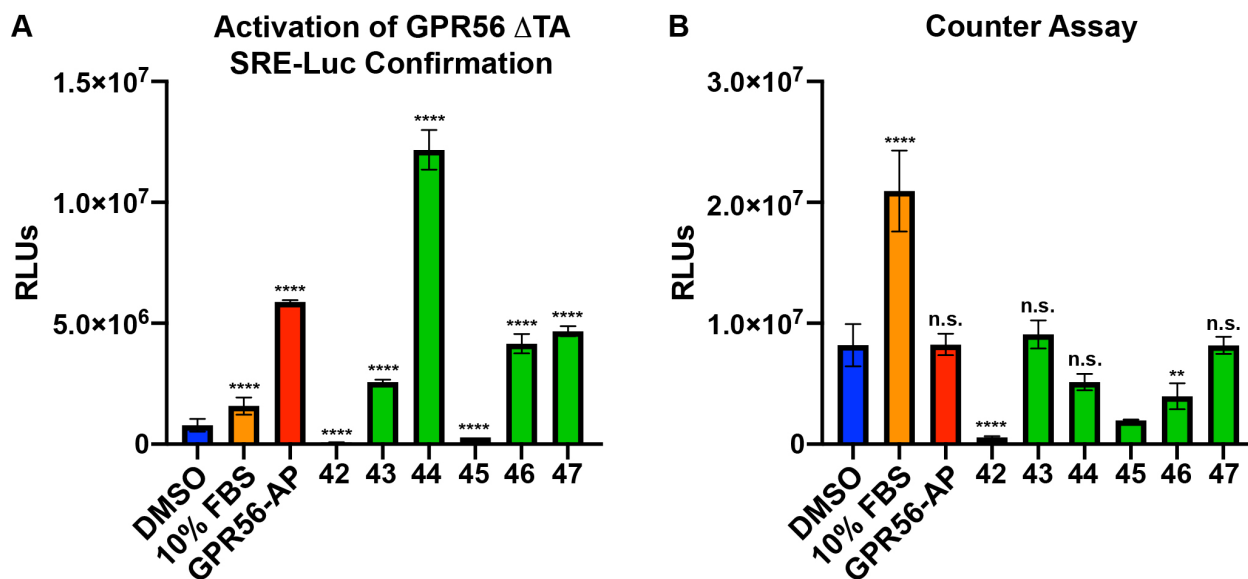 A
Activation of GPR56 ΔTA
SRE-Luc Confirmation
RLUs
1.5×10⁷
1.0×10⁷
5.0×10⁶
0
****
****
****
****
****
****
****
****
DMSO
10% FBS
GPR56-AP
42
43
44
45
46
47
B
Counter Assay
RLUs
3.0×10⁷
2.0×10⁷
1.0×10⁷
0
****
n.s.
****
n.s.
n.s.
**
n.s.
DMSO
10% FBS
GPR56-AP
42
43
44
45
46
47